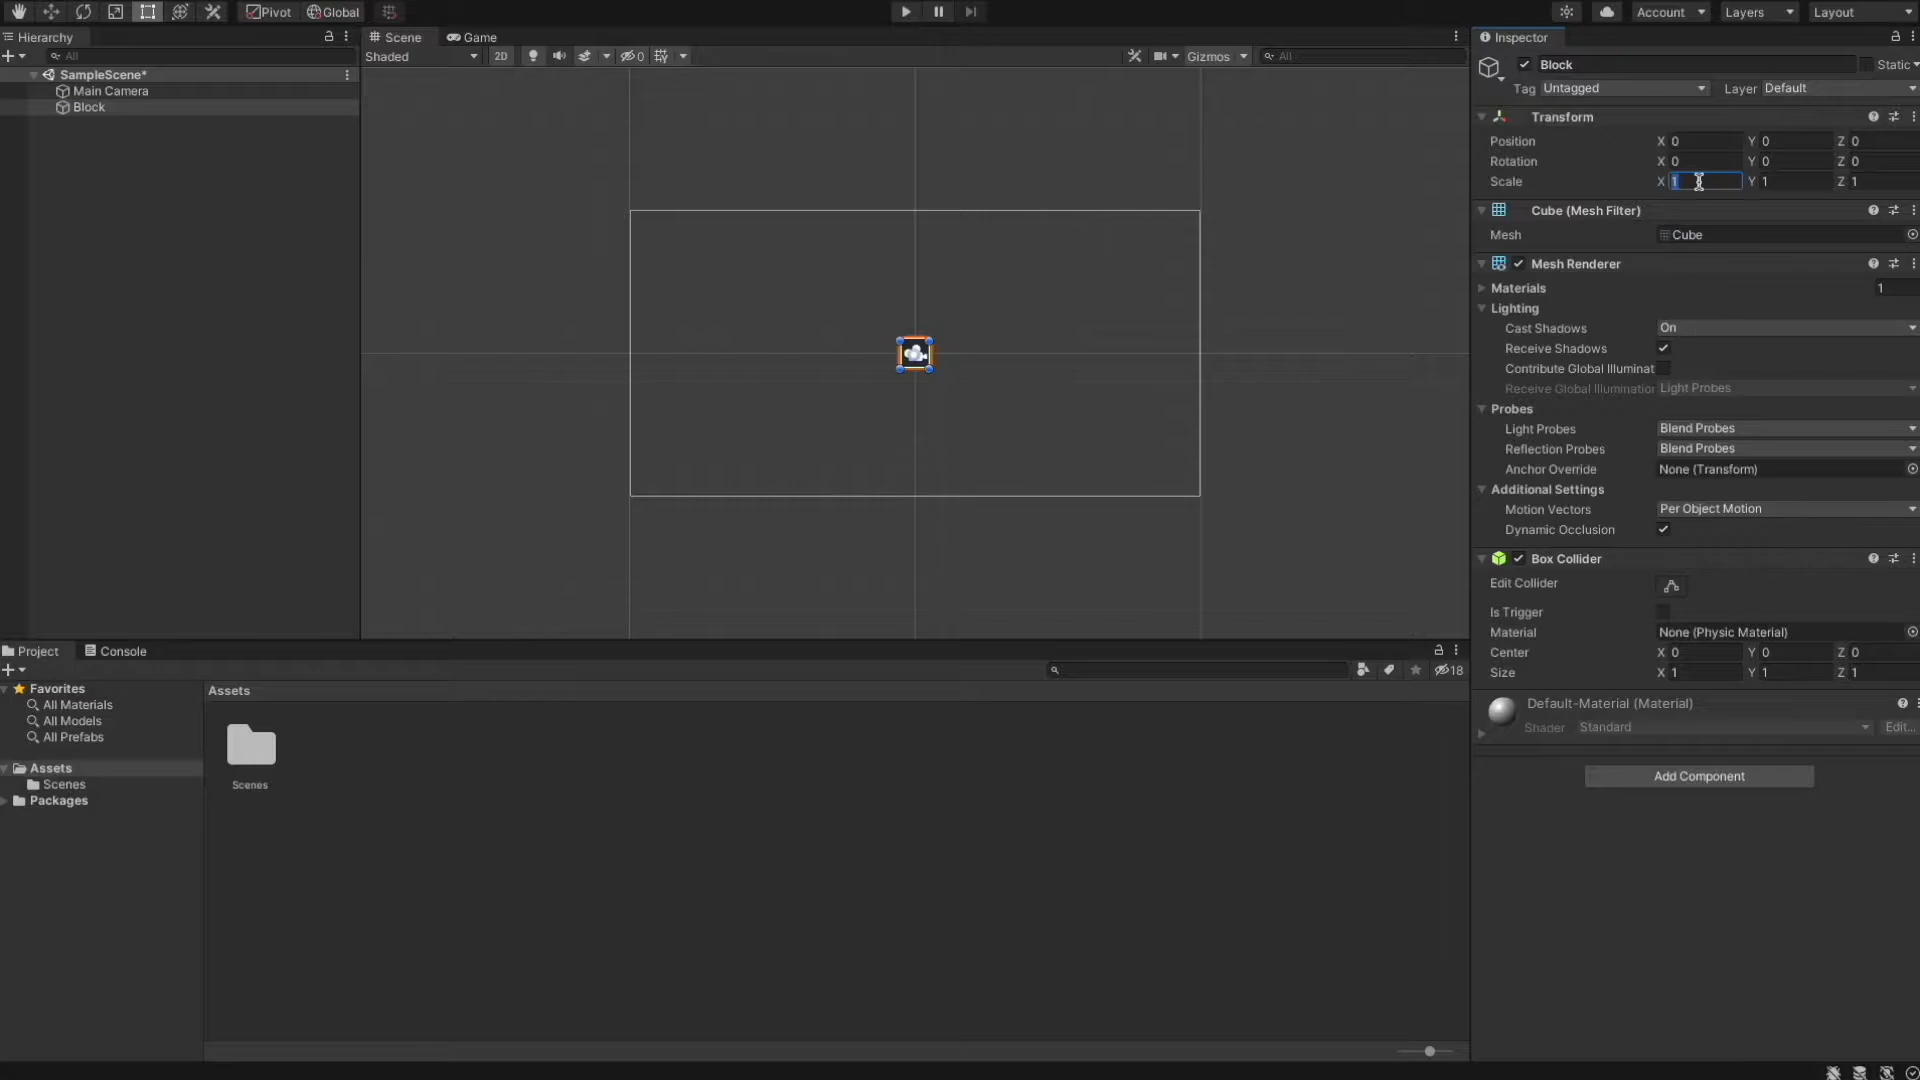 Pivot Global Account Layers Layout
Hierarchy
All
SampleScene*
Main Camera
Block
Scene Game
Shaded 2D 0 Gizmos All
Inspector
Block Static
Tag Untagged Layer Default
Transform
Position X 0 Y 0 Z 0
Rotation X 0 Y 0 Z 0
Scale X 1 Y 1 Z 1
Cube (Mesh Filter)
Mesh Cube
Mesh Renderer
Materials 1
Lighting
Cast Shadows On
Receive Shadows
Contribute Global Illuminat
Receive Global Illumination Light Probes
Probes
Light Probes Blend Probes
Reflection Probes Blend Probes
Anchor Override None (Transform)
Additional Settings
Motion Vectors Per Object Motion
Dynamic Occlusion
Box Collider
Edit Collider
Is Trigger
Material None (Physic Material)
Center X 0 Y 0 Z 0
Size X 1 Y 1 Z 1
Default-Material (Material)
Shader Standard Edit...
Add Component
Project Console
18
Favorites
All Materials
All Models
All Prefabs
Assets
Scenes
Packages
Assets
Scenes